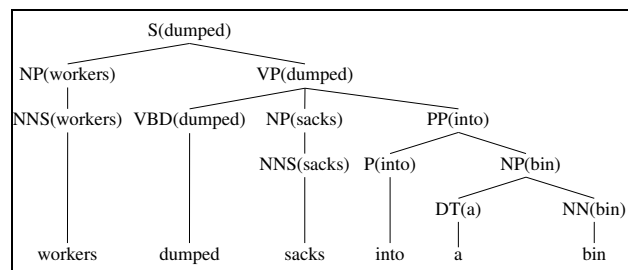 S(dumped)
NP(workers) VP(dumped)
NNS(workers) VBD(dumped) NP(sacks) PP(into)
NNS(sacks) P(into) NP(bin)
DT(a) NN(bin)
workers dumped sacks into a bin